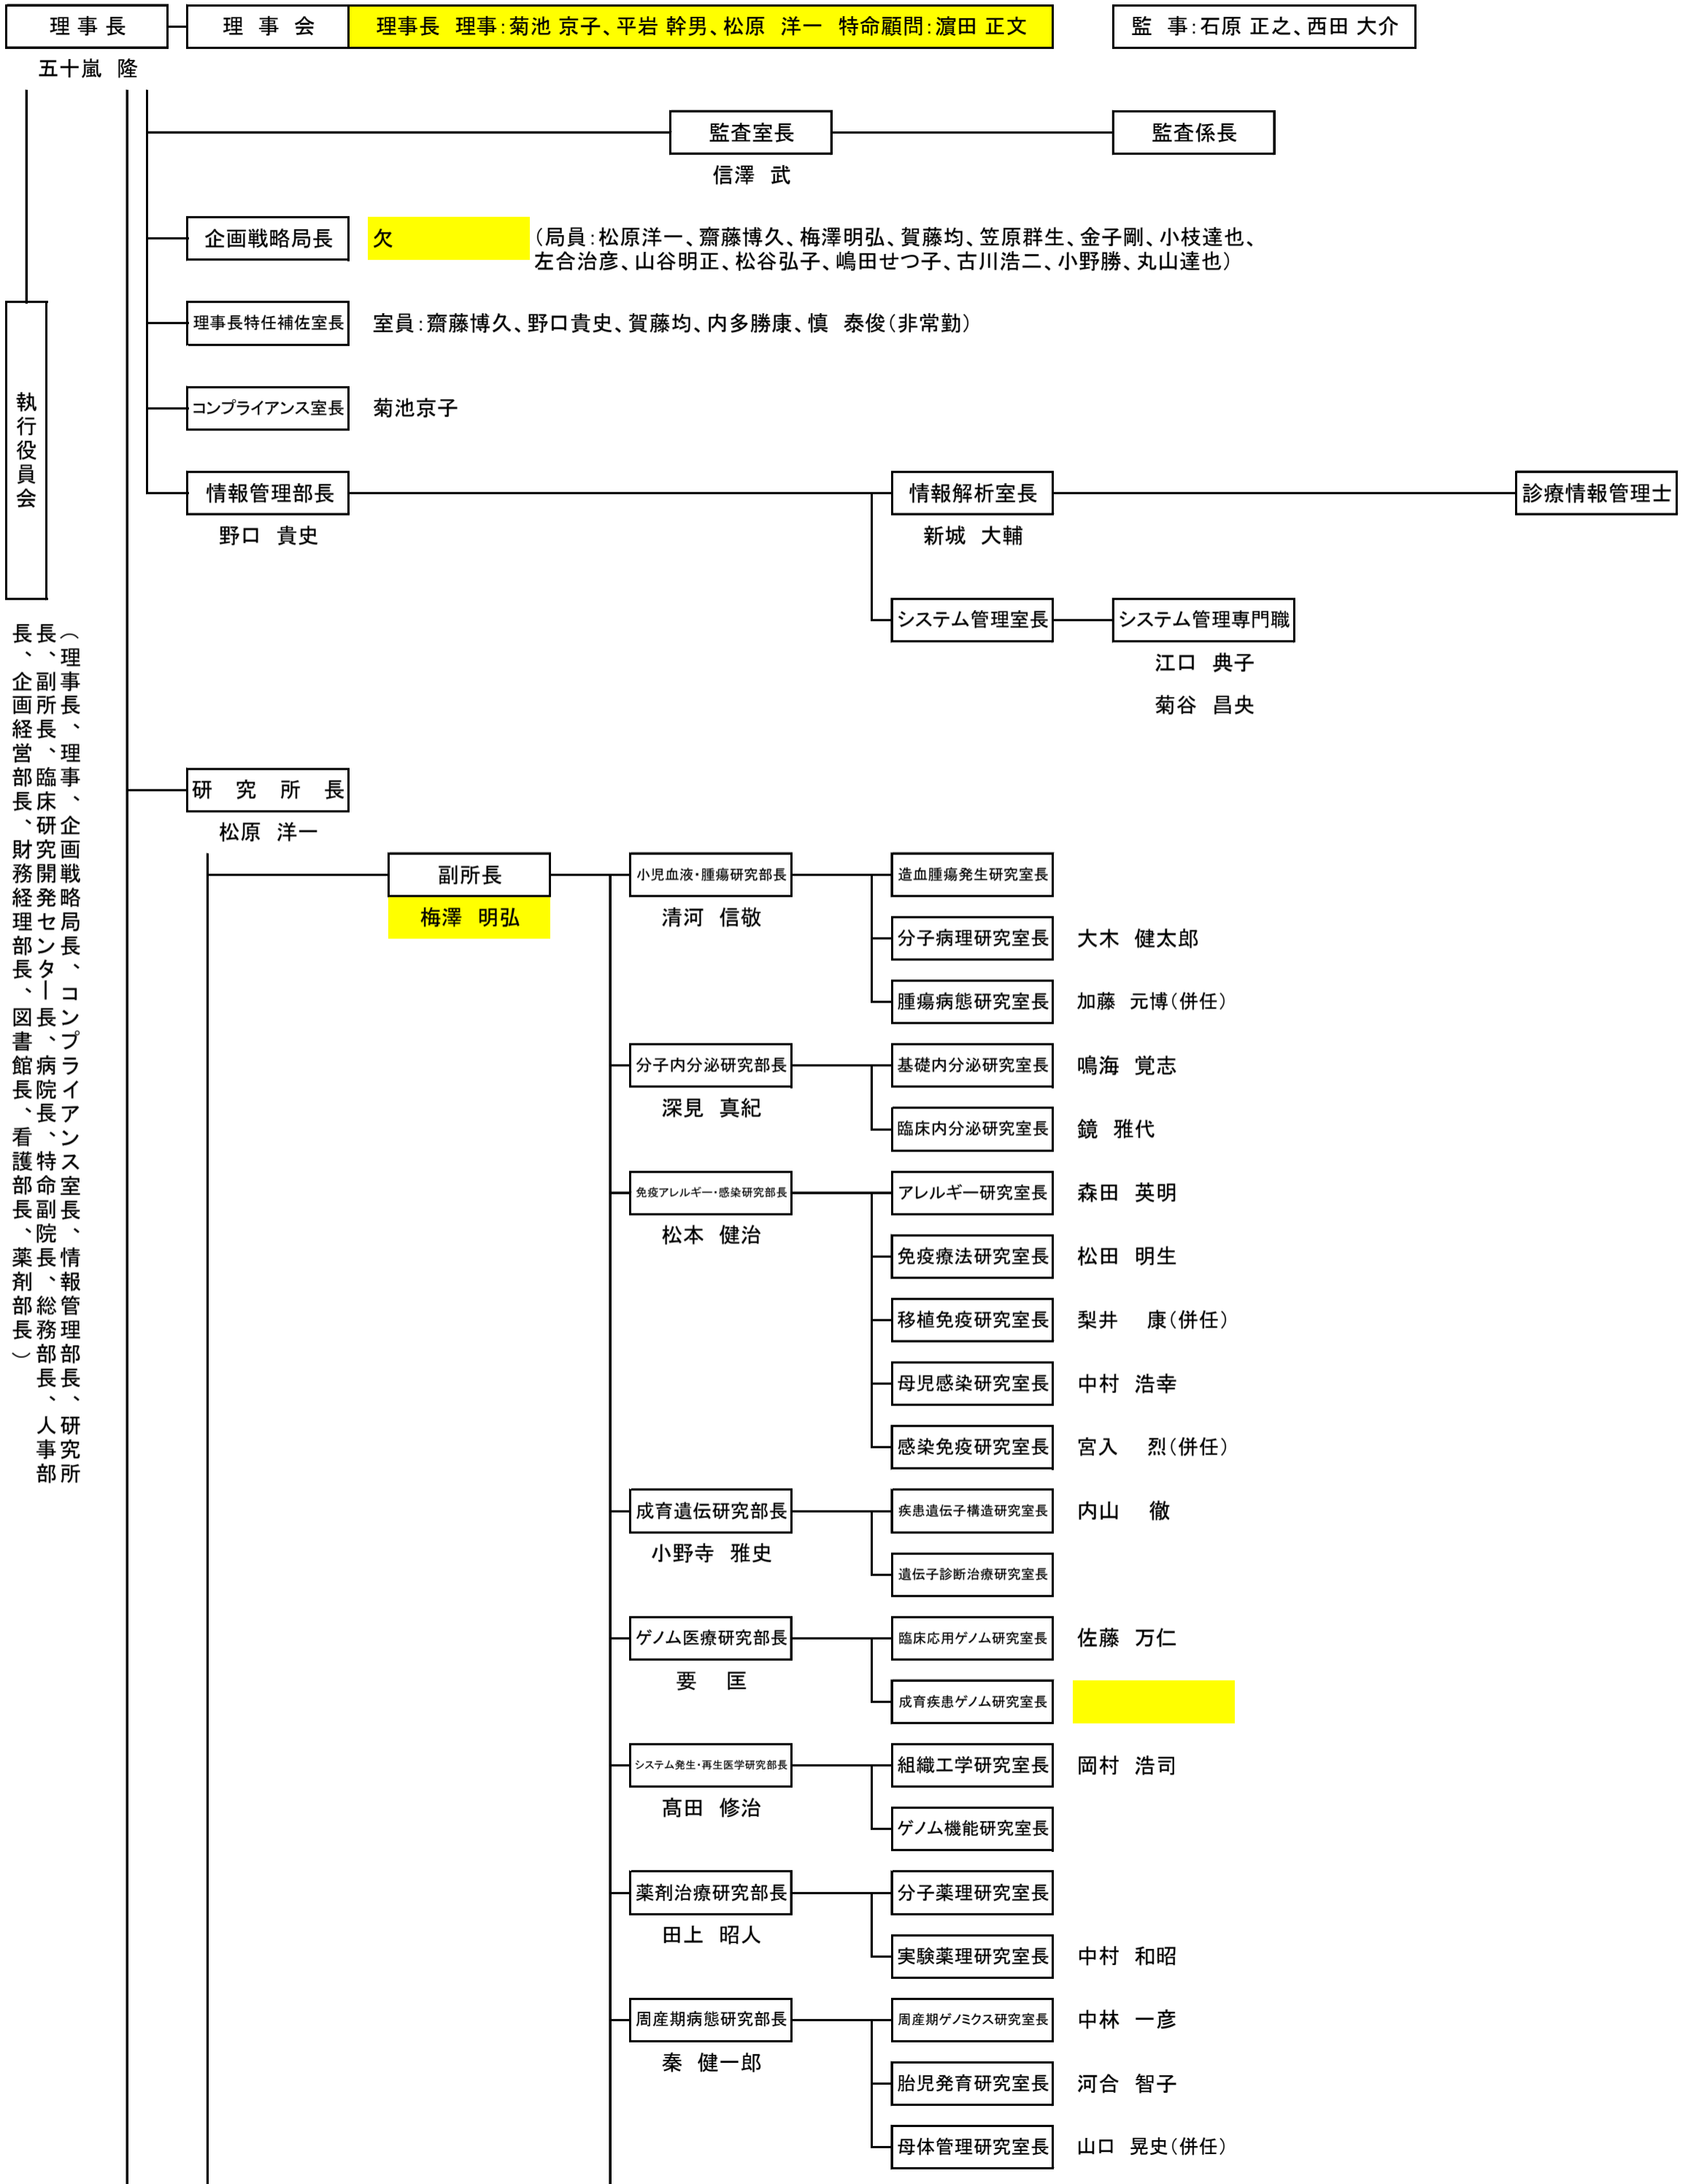 理 事 長　理　事　会　理事長　理事：菊池 京子、平岩 幹男、松原　洋一　特命顧問：濵田 正文　監　事：石原 正之、西田 大介
五十嵐　隆
監査室長　監査係長
信澤　武
企画戦略局長　欠　（局員：松原洋一、齋藤博久、梅澤明弘、賀藤均、笠原群生、金子剛、小枝達也、
左合治彦、山谷明正、松谷弘子、嶋田せつ子、古川浩二、小野勝、丸山達也）
理事長特任補佐室長　室員：齋藤博久、野口貴史、賀藤均、内多勝康、慎　泰俊（非常勤）
コンプライアンス室長　菊池京子
執行役員会
情報管理部長　情報解析室長　診療情報管理士
野口　貴史　新城　大輔
システム管理室長　システム管理専門職
江口　典子
菊谷　昌央
（理事長、理事、企画戦略局長、コンプライアンス室長、情報管理部長、研究所
長、副所長、臨床研究開発センター長、病院長、特命副院長、総務部長、人事部
長、企画経営部長、財務経理部長、図書館長、看護部長、薬剤部長）
研　究　所　長
松原　洋一
副所長　小児血液・腫瘍研究部長　造血腫瘍発生研究室長
梅澤　明弘　清河　信敬
分子病理研究室長　大木　健太郎
腫瘍病態研究室長　加藤　元博（併任）
分子内分泌研究部長　基礎内分泌研究室長　鳴海　覚志
深見　真紀
臨床内分泌研究室長　鏡　雅代
免疫アレルギー・感染研究部長　アレルギー研究室長　森田　英明
松本　健治
免疫療法研究室長　松田　明生
移植免疫研究室長　梨井　康（併任）
母児感染研究室長　中村　浩幸
感染免疫研究室長　宮入　烈（併任）
成育遺伝研究部長　疾患遺伝子構造研究室長　内山　徹
小野寺　雅史
遺伝子診断治療研究室長
ゲノム医療研究部長　臨床応用ゲノム研究室長　佐藤　万仁
要　匡
成育疾患ゲノム研究室長
システム発生・再生医学研究部長　組織工学研究室長　岡村　浩司
髙田　修治
ゲノム機能研究室長
薬剤治療研究部長　分子薬理研究室長
田上　昭人
実験薬理研究室長　中村　和昭
周産期病態研究部長　周産期ゲノミクス研究室長　中林　一彦
秦　健一郎
胎児発育研究室長　河合　智子
母体管理研究室長　山口　晃史（併任）